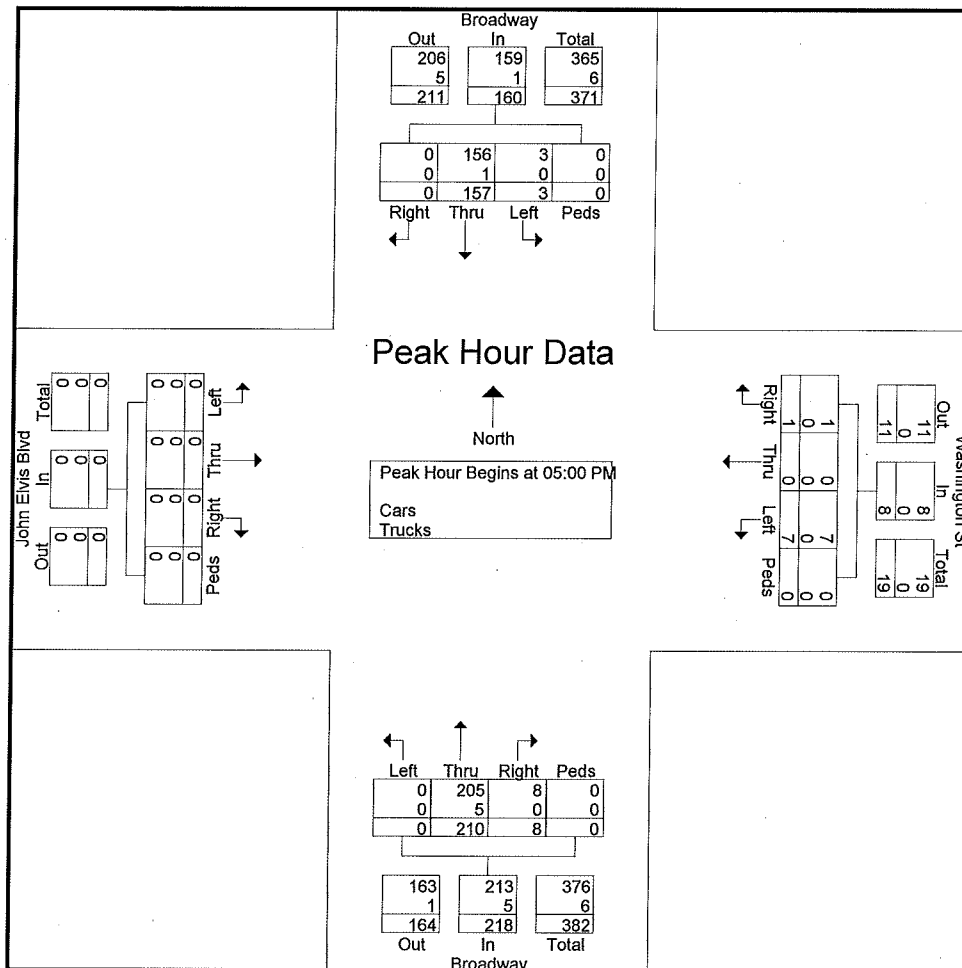 Broadway
Out In Total
206 159 365
5 1 6
211 160 371
0 156 3 0
0 1 0 0
0 157 3 0
Right Thru Left Peds
Peak Hour Data
North
Peak Hour Begins at 05:00 PM
Cars
Trucks
John Elvis Blvd
Total In Out
0 0 0
0 0 0
0 0 0
Left Thru Right Peds
0 0 0 0
0 0 0 0
0 0 0 0
Washington St
Out In Total
11 8 19
0 0 0
11 8 19
1 0 7 0
0 0 0 0
1 0 7 0
Right Thru Left Peds
Left Thru Right Peds
0 205 8 0
0 5 0 0
0 210 8 0
163 213 376
1 5 6
164 218 382
Out In Total
Broadway